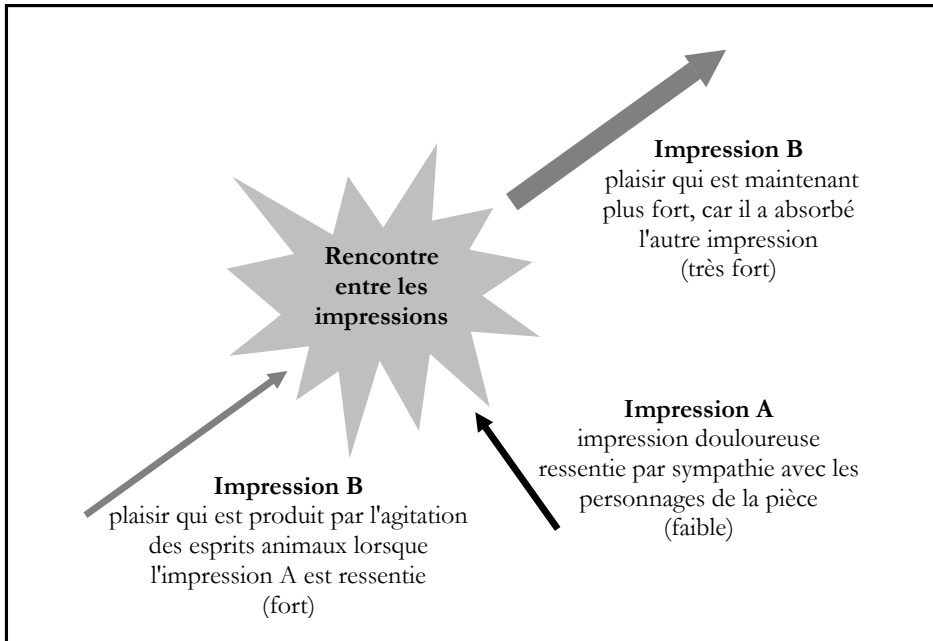 Impression B
plaisir qui est maintenant
plus fort, car il a absorbé
l'autre impression
(très fort)
Rencontre
entre les
impressions
Impression A
impression douloureuse
ressentie par sympathie avec les
personnages de la pièce
(faible)
Impression B
plaisir qui est produit par l'agitation
des esprits animaux lorsque
l'impression A est ressentie
(fort)